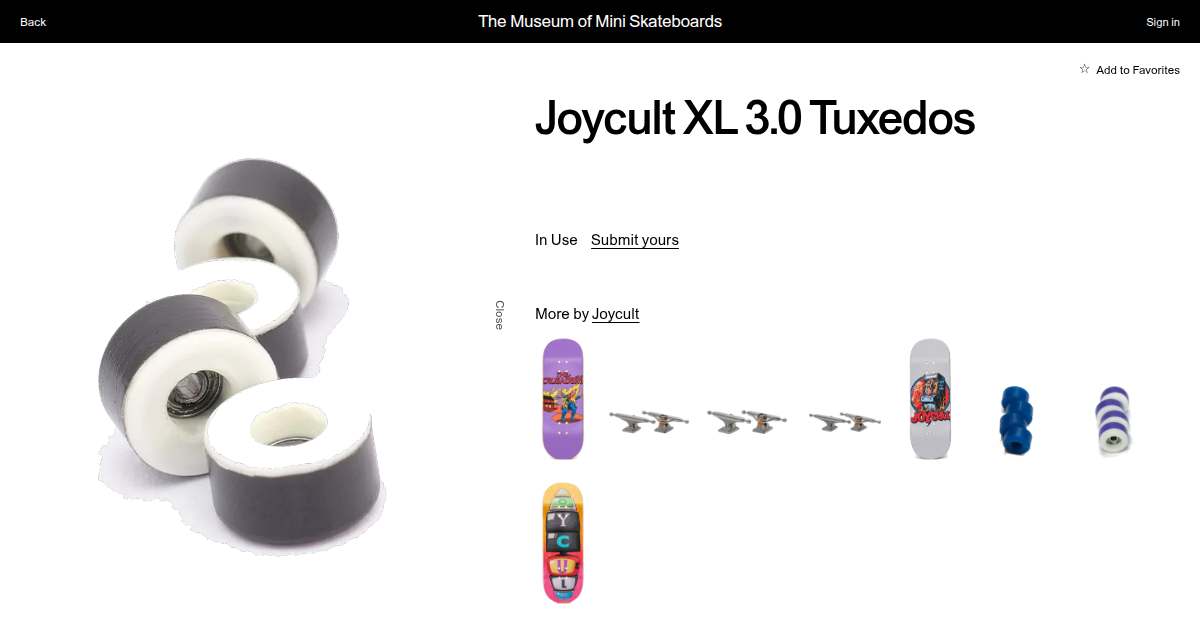 Back
The Museum of Mini Skateboards
Sign in
☆ Add to Favorites
Joycult XL 3.0 Tuxedos
In Use Submit yours
Close
More by Joycult
Joycult
Y
C
U
L